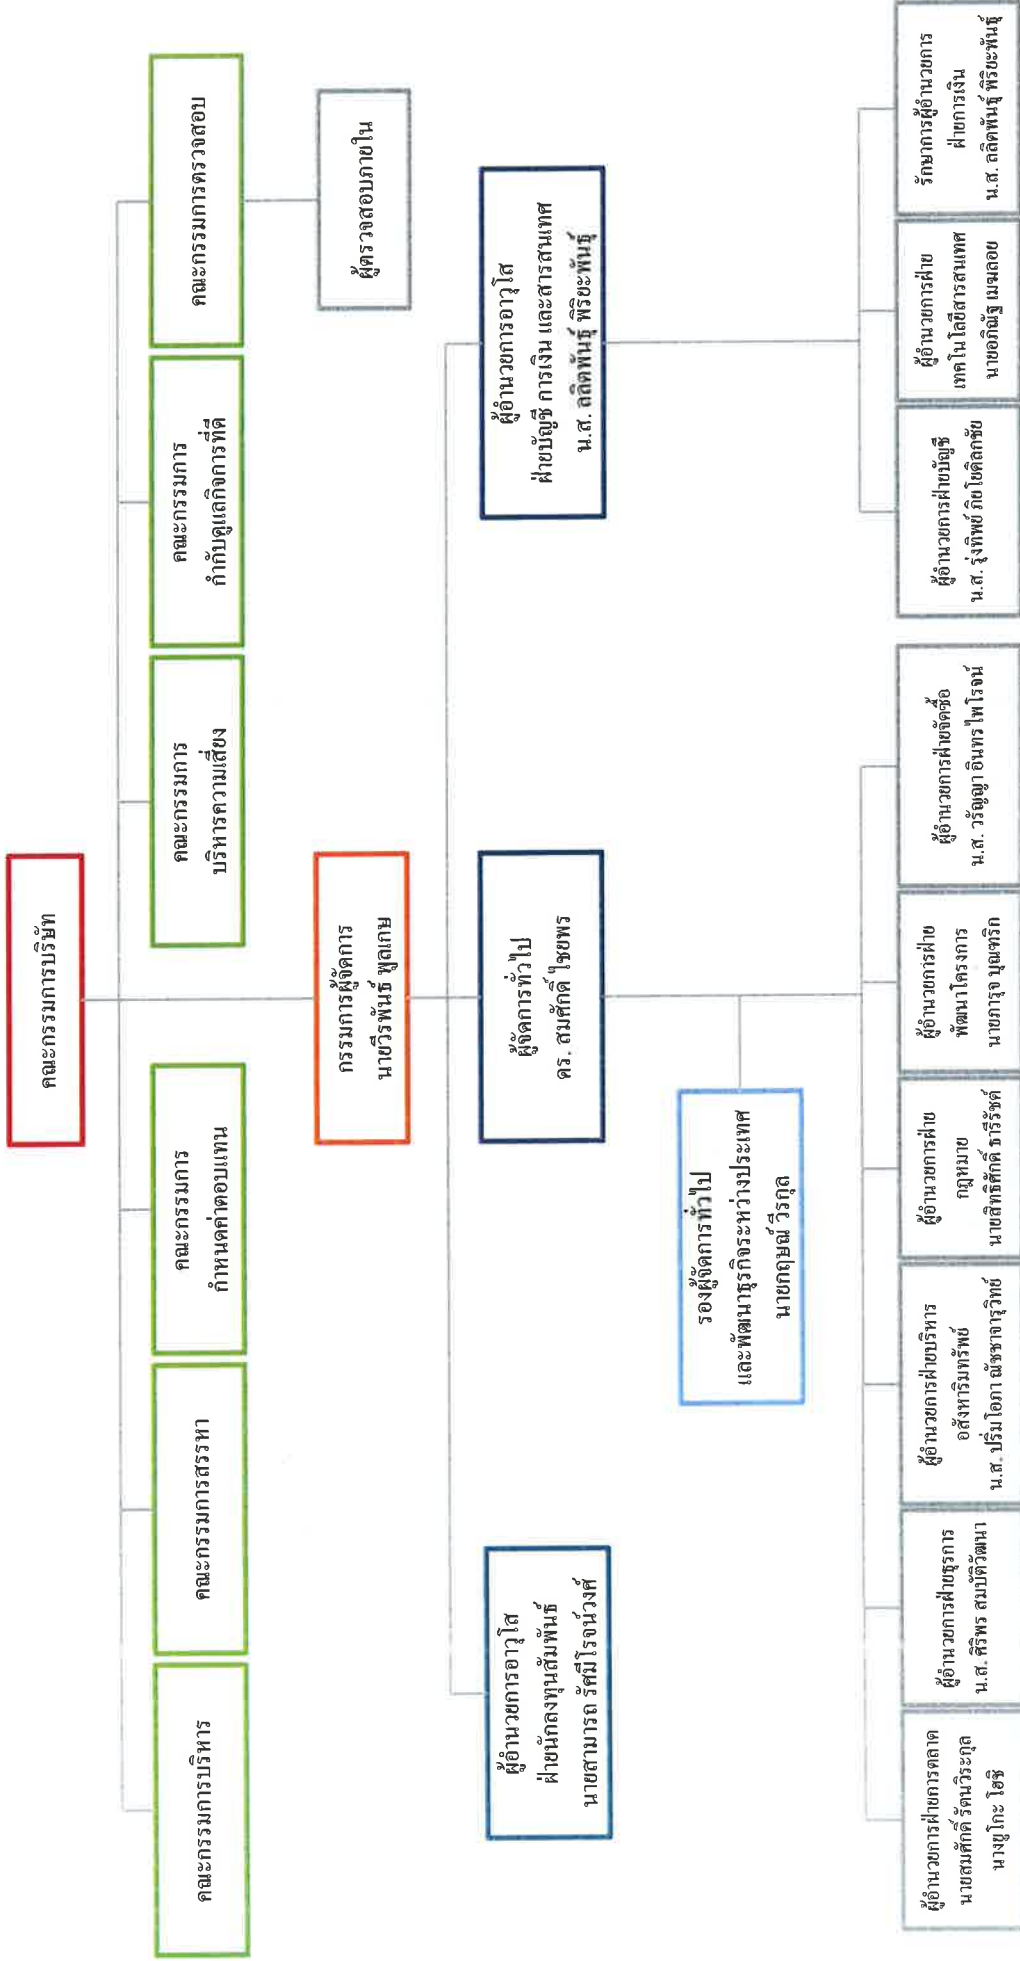 คณะกรรมการบริษัท
คณะกรรมการบริหาร
คณะกรรมการสรรหา
คณะกรรมการ
กำหนดค่าตอบแทน
คณะกรรมการ
บริหารความเสี่ยง
คณะกรรมการ
กำกับดูแลกิจการที่ดี
คณะกรรมการตรวจสอบ
ผู้ตรวจสอบภายใน
กรรมการผู้จัดการ
นายวีรพันธ์ พูลเกษ
ผู้อำนวยการอาวุโส
ฝ่ายนักลงทุนสัมพันธ์
นายสามารถ รัศมีโรจน์วงศ์
ผู้จัดการทั่วไป
ดร. สมศักดิ์ ไชยพร
ผู้อำนวยการอาวุโส
ฝ่ายบัญชี การเงิน และสารสนเทศ
น.ส. ลลิตพันธุ์ พิริยะพันธุ์
รองผู้จัดการทั่วไป
และพัฒนาธุรกิจระหว่างประเทศ
นายกฤษณ์ วีรกุล
ผู้อำนวยการฝ่ายการตลาด
นายสมศักดิ์ รัตนวิระกุล
นางยูโกะ โฮชิ
ผู้อำนวยการฝ่ายธุรการ
น.ส. ศิริพร สมบัติวัฒนา
ผู้อำนวยการฝ่ายบริหาร
อสังหาริมทรัพย์
น.ส. ปริ่มโอภา ณัชชาจารุวิทย์
ผู้อำนวยการฝ่าย
กฎหมาย
นายสิทธิศักดิ์ ธารีรัชต์
ผู้อำนวยการฝ่าย
พัฒนาโครงการ
นายภารุจ บุณฑริก
ผู้อำนวยการฝ่ายจัดซื้อ
น.ส. วรัญญา อินทรไพโรจน์
ผู้อำนวยการฝ่ายบัญชี
น.ส. รุ่งทิพย์ ภิยโยดิลกชัย
ผู้อำนวยการฝ่าย
เทคโนโลยีสารสนเทศ
นายอภิณัฐ เมฆลอย
รักษาการผู้อำนวยการ
ฝ่ายการเงิน
น.ส. ลลิตพันธุ์ พิริยะพันธุ์